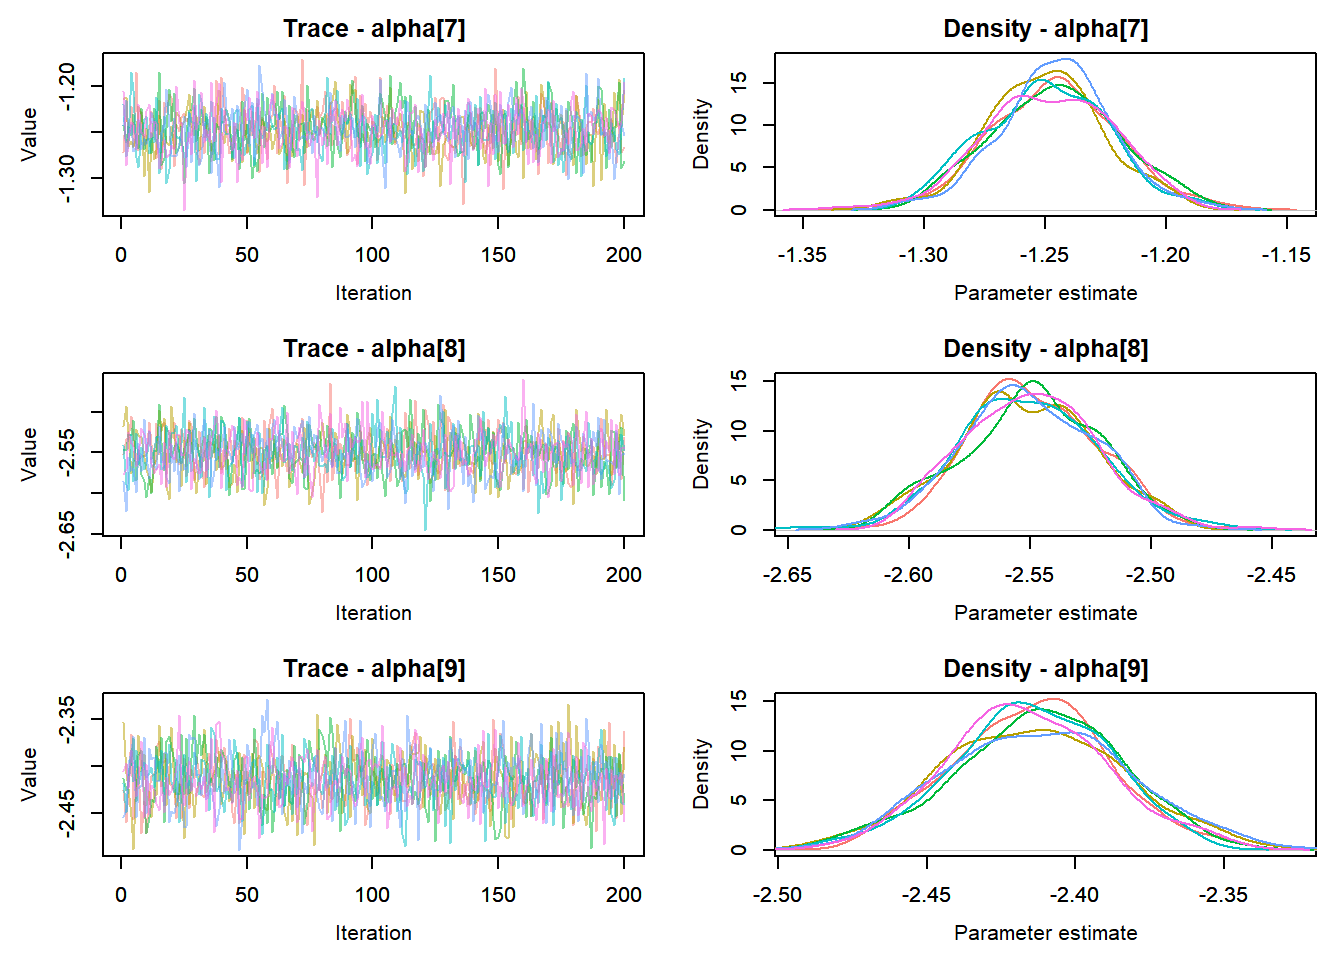 Trace - alpha[7]
Value
-1.20
-1.30
0 50 100 150 200
Iteration
Density - alpha[7]
Density
15
10
5
0
-1.35 -1.30 -1.25 -1.20 -1.15
Parameter estimate
Trace - alpha[8]
Value
-2.55
-2.65
0 50 100 150 200
Iteration
Density - alpha[8]
Density
15
10
5
0
-2.65 -2.60 -2.55 -2.50 -2.45
Parameter estimate
Trace - alpha[9]
Value
-2.35
-2.45
0 50 100 150 200
Iteration
Density - alpha[9]
Density
15
10
5
0
-2.50 -2.45 -2.40 -2.35
Parameter estimate